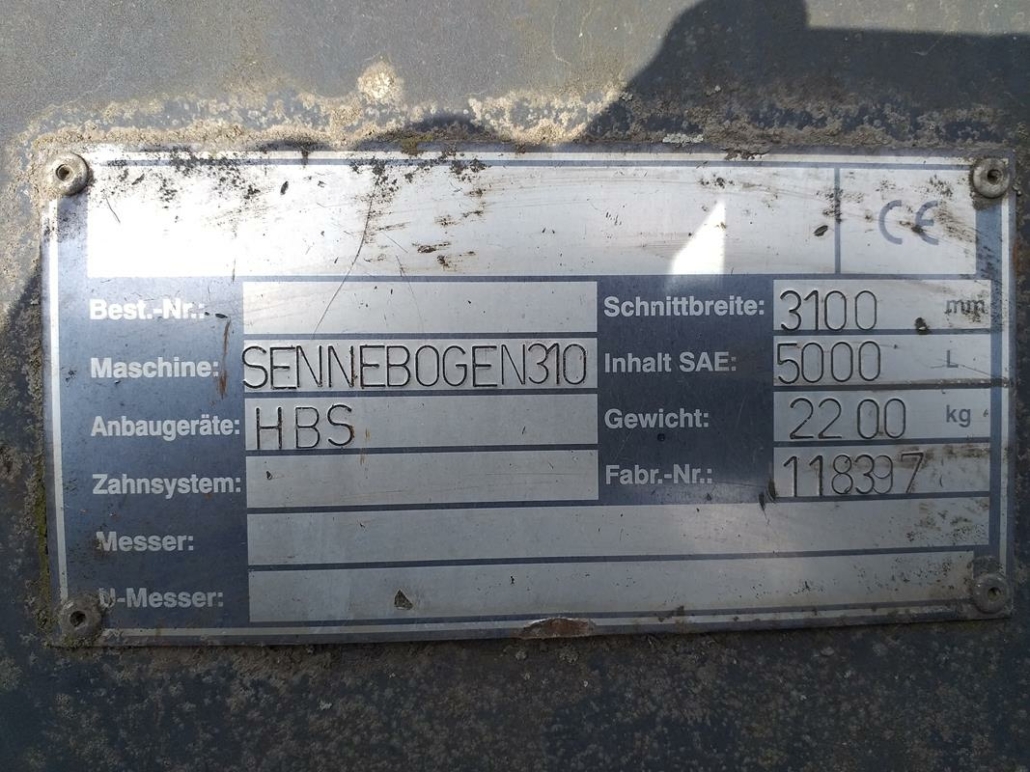 CE
Best.-Nr.: Schnittbreite: 3100 mm
Maschine: SENNEBOGEN310 Inhalt SAE: 5000 L
Anbaugeräte: HBS Gewicht: 2200 kg
Zahnsystem: Fabr.-Nr.: 118397
Messer:
U-Messer: